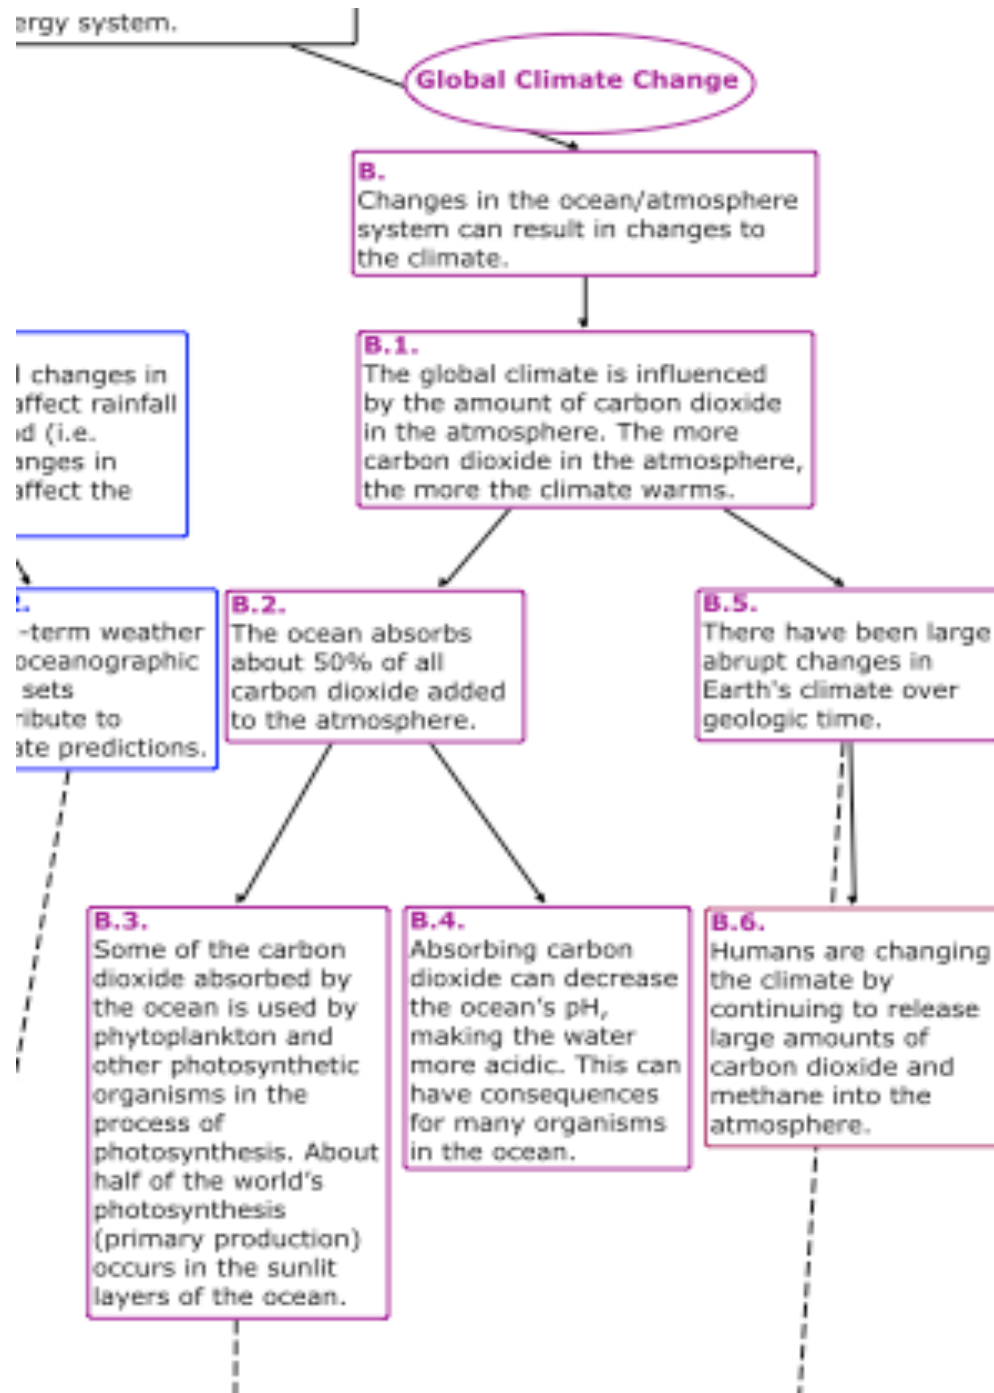 ergy system.
Global Climate Change
B.
Changes in the ocean/atmosphere
system can result in changes to
the climate.
changes in
affect rainfall
(i.e.
anges in
affect the
B.1.
The global climate is influenced
by the amount of carbon dioxide
in the atmosphere. The more
carbon dioxide in the atmosphere,
the more the climate warms.
-term weather
oceanographic
sets
ribute to
ate predictions.
B.2.
The ocean absorbs
about 50% of all
carbon dioxide added
to the atmosphere.
B.5.
There have been large
abrupt changes in
Earth's climate over
geologic time.
B.3.
Some of the carbon
dioxide absorbed by
the ocean is used by
phytoplankton and
other photosynthetic
organisms in the
process of
photosynthesis. About
half of the world's
photosynthesis
(primary production)
occurs in the sunlit
layers of the ocean.
B.4.
Absorbing carbon
dioxide can decrease
the ocean's pH,
making the water
more acidic. This can
have consequences
for many organisms
in the ocean.
B.6.
Humans are changing
the climate by
continuing to release
large amounts of
carbon dioxide and
methane into the
atmosphere.